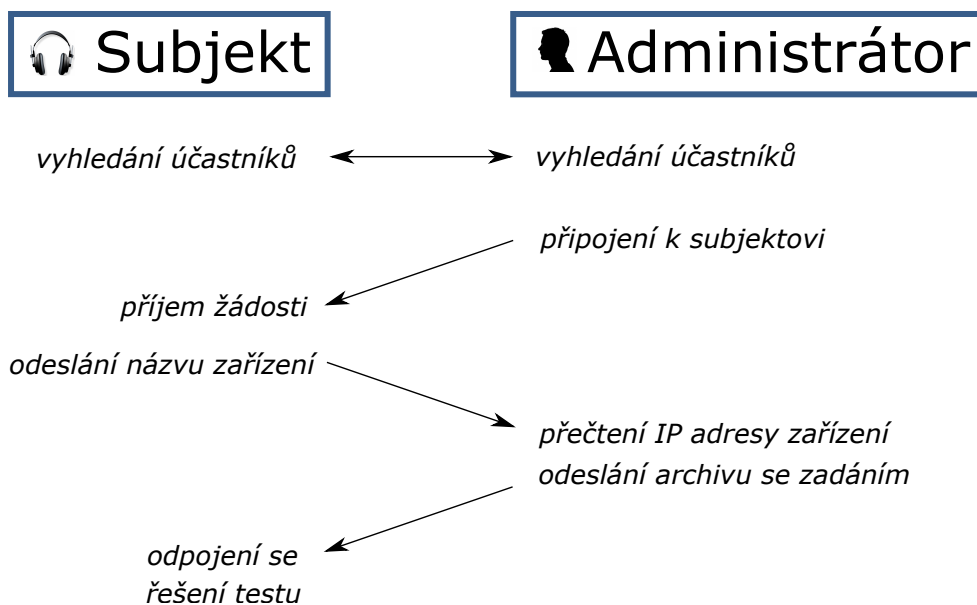 Subjekt
Administrátor
vyhledání účastníků
vyhledání účastníků
připojení k subjektovi
příjem žádosti
odeslání názvu zařízení
přečtení IP adresy zařízení
odeslání archivu se zadáním
odpojení se
řešení testu